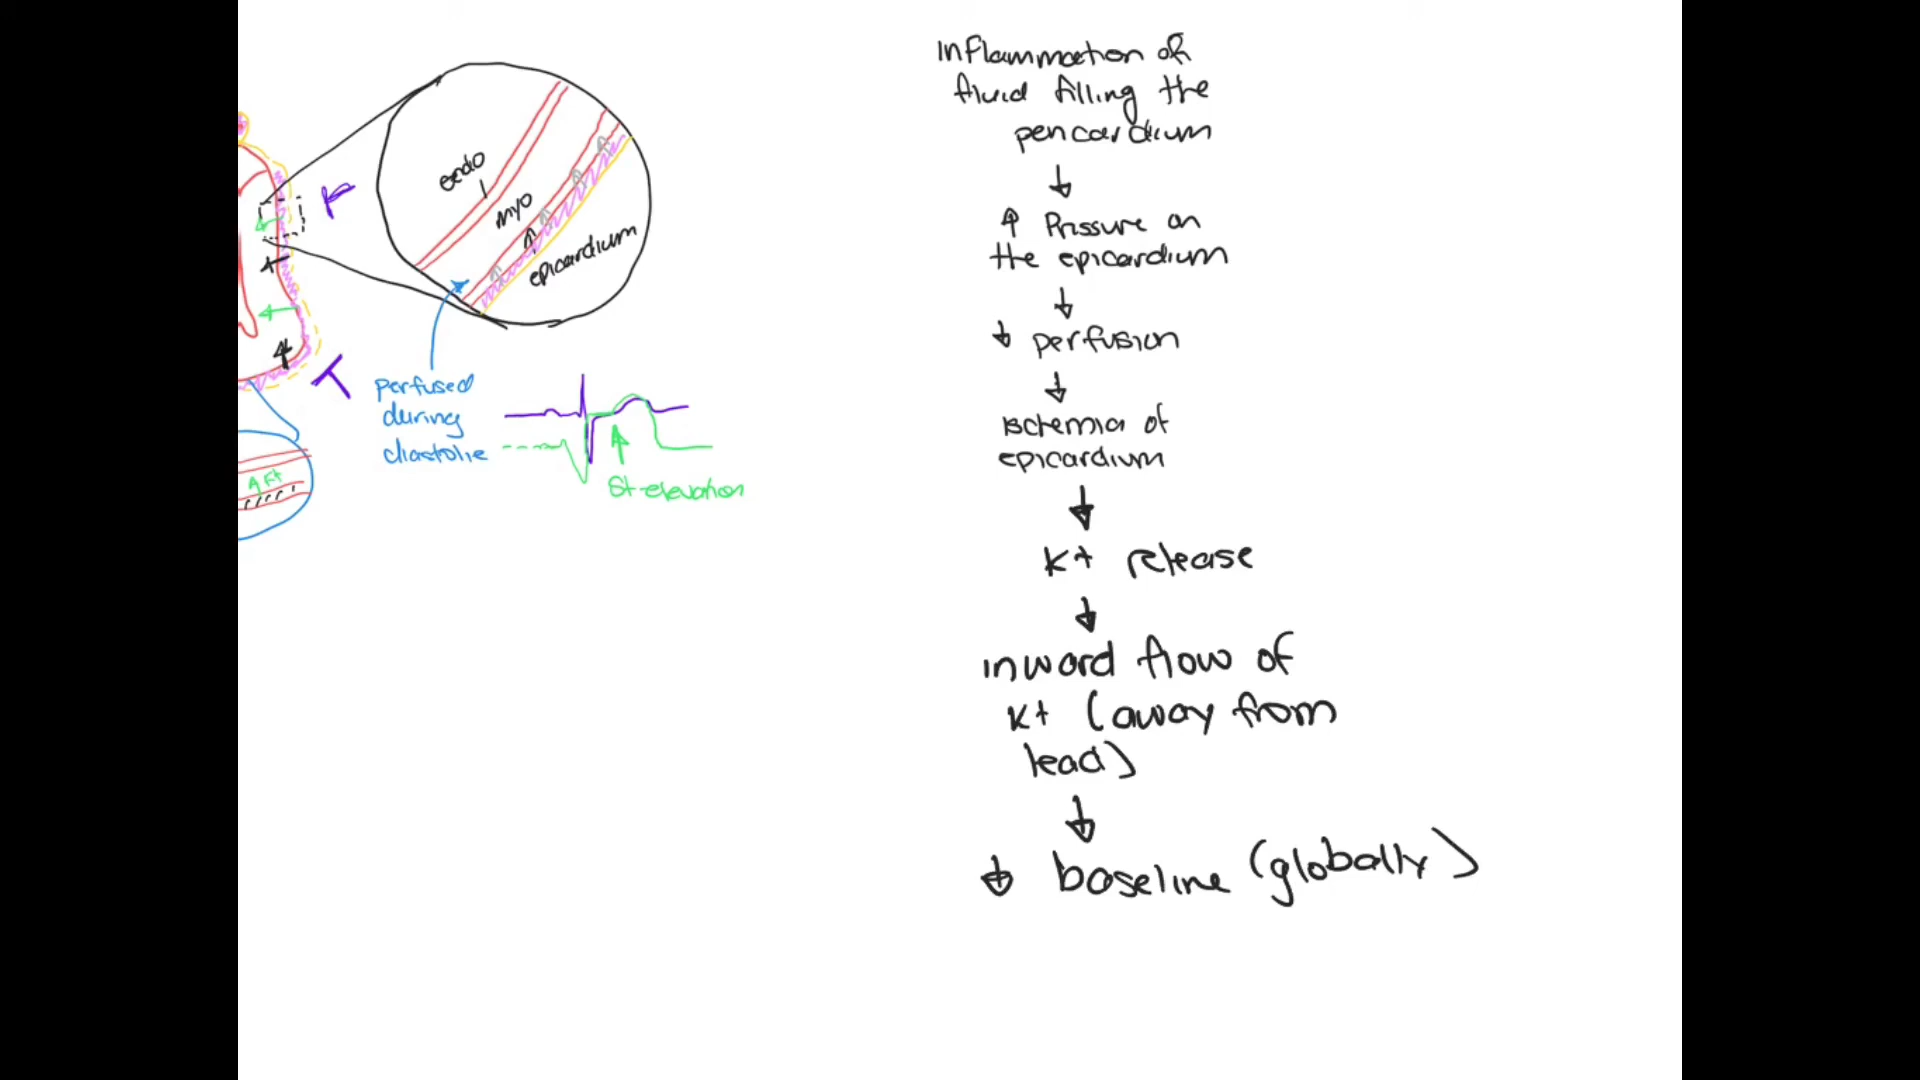 endo
myo
epicardium
perfused
during
diastolie
St elevation
K+
Inflammation of
fluid filling the
pericardium
↓
↑ Pressure on
the epicardium
↓
↓ perfusion
↓
ischemia of
epicardium
↓
K+ release
↓
inward flow of
K+ (away from
lead)
↓
↓ baseline (globally)